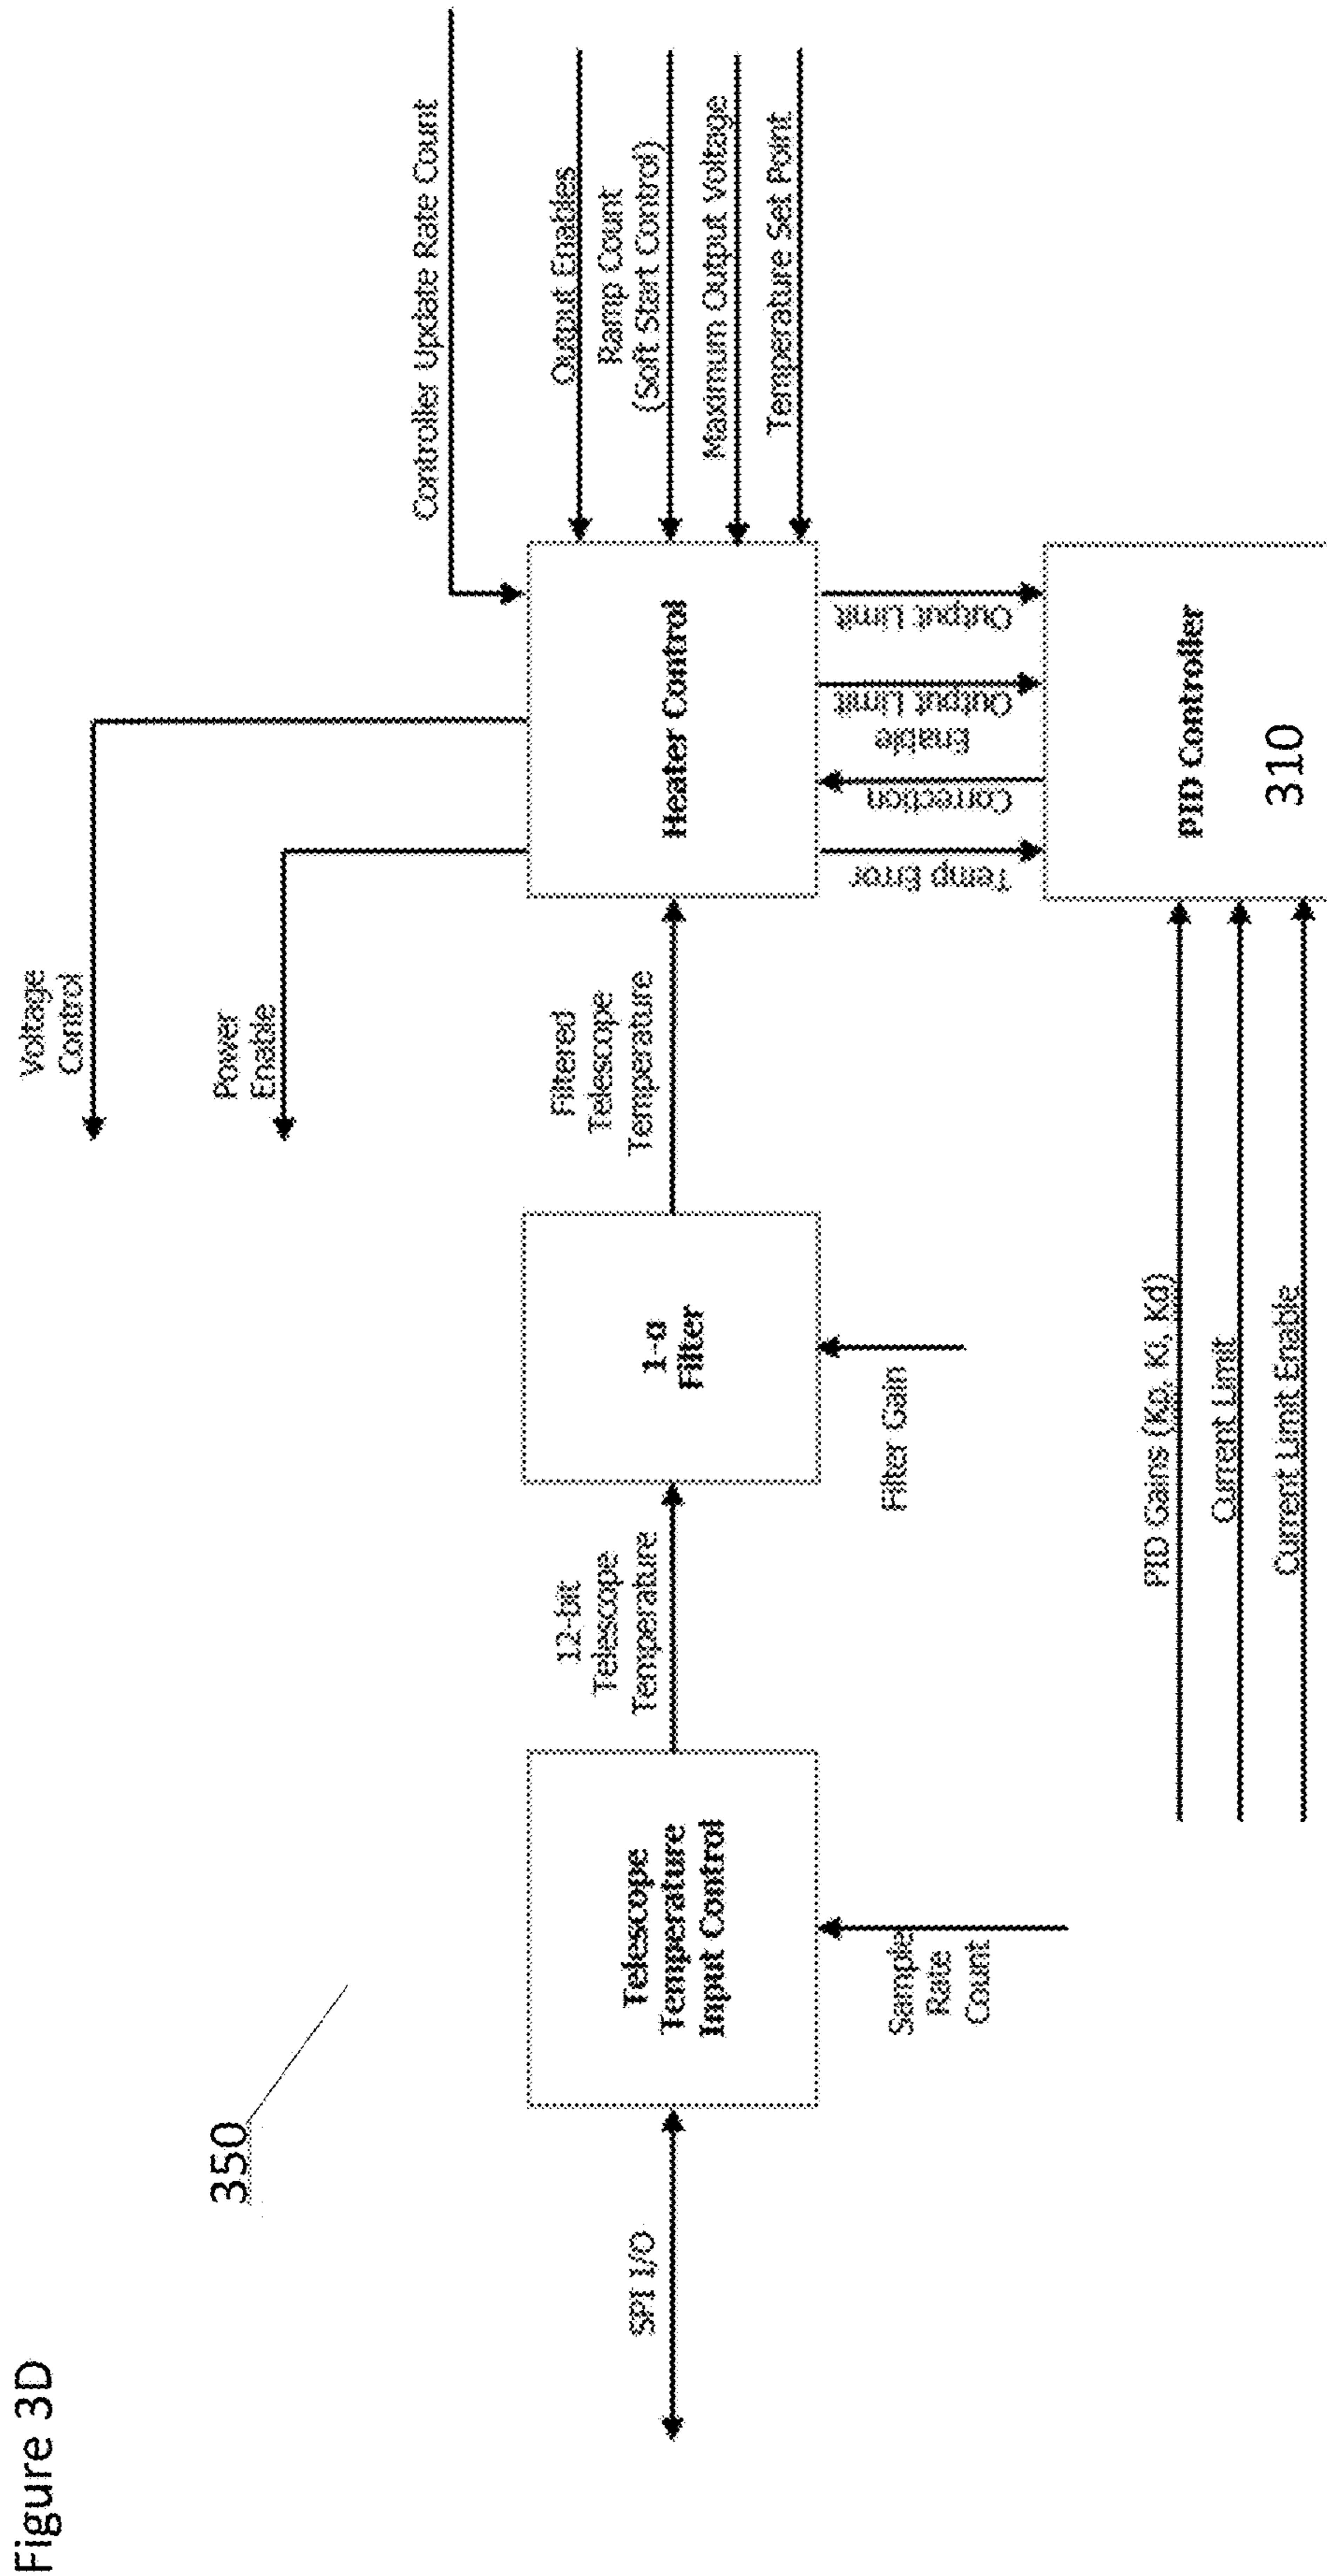 Figure 3D
350
Voltage
Control
Power
Enable
Controller Update Rate Count
SPI I/O
Telescope
Temperature
Input Control
12-bit
Telescope
Temperature
1-α
Filter
Filtered
Telescope
Temperature
Heater Control
Output Enables
Ramp Count
(Soft Start Control)
Maximum Output Voltage
Temperature Set Point
Sample
Rate
Count
Filter Gain
Temp Error
Correction
Output Limit
Enable
Output Limit
PID Gains (Kp, Ki, Kd)
Current Limit
Current Limit Enable
PID Controller
310